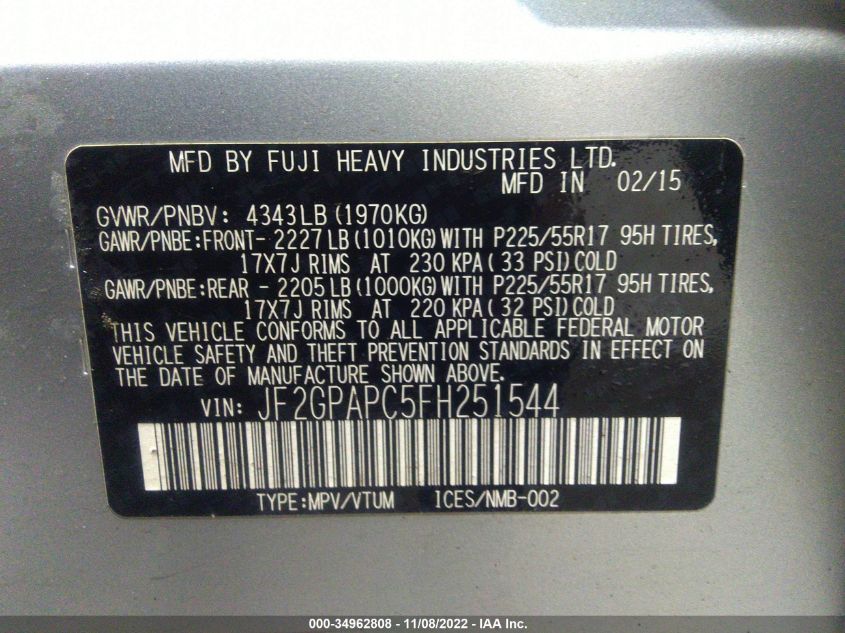 MFD BY FUJI HEAVY INDUSTRIES LTD.
MFD IN 02/15
GVWR/PNBV: 4343LB (1970KG)
GAWR/PNBE:FRONT- 2227LB (1010KG) WITH P225/55R17 95H TIRES,
17X7J RIMS AT 230 KPA( 33 PSI) COLD
GAWR/PNBE:REAR - 2205LB (1000KG) WITH P225/55R17 95H TIRES,
17X7J RIMS AT 220 KPA( 32 PSI) COLD
THIS VEHICLE CONFORMS TO ALL APPLICABLE FEDERAL MOTOR
VEHICLE SAFETY AND THEFT PREVENTION STANDARDS IN EFFECT ON
THE DATE OF MANUFACTURE SHOWN ABOVE.
VIN: JF2GPAPC5FH251544
TYPE:MPV/VTUM ICES/NMB-002
000-34962808 - 11/08/2022 - IAA Inc.